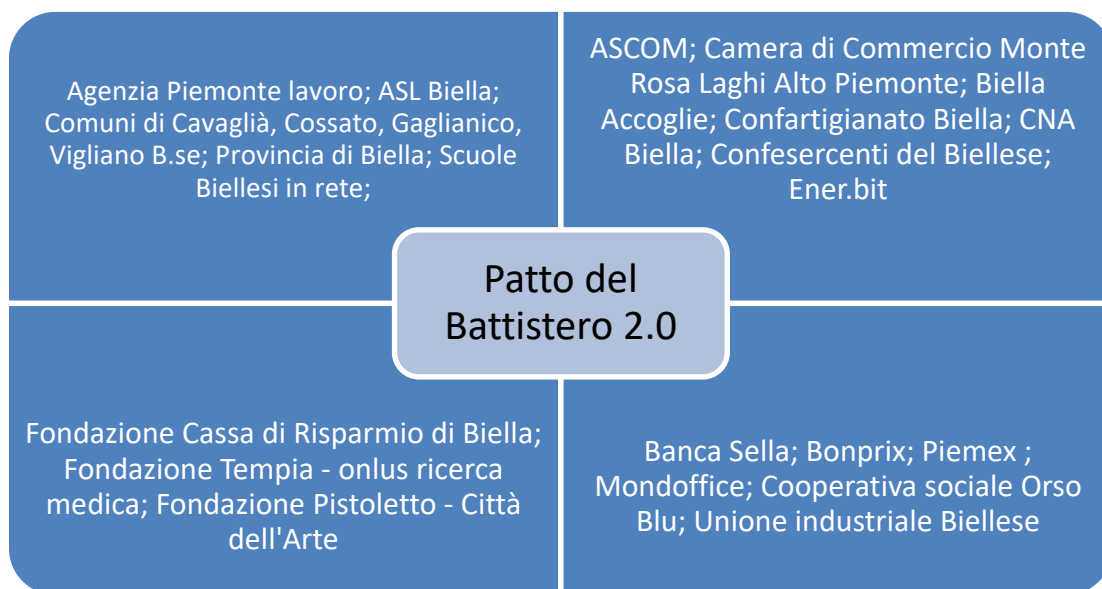 Agenzia Piemonte lavoro; ASL Biella;
Comuni di Cavaglià, Cossato, Gaglianico,
Vigliano B.se; Provincia di Biella; Scuole
Biellesi in rete;
ASCOM; Camera di Commercio Monte
Rosa Laghi Alto Piemonte; Biella
Accoglie; Confartigianato Biella; CNA
Biella; Confesercenti del Biellese;
Ener.bit
Patto del
Battistero 2.0
Fondazione Cassa di Risparmio di Biella;
Fondazione Tempia - onlus ricerca
medica; Fondazione Pistoletto - Città
dell'Arte
Banca Sella; Bonprix; Piemex ;
Mondoffice; Cooperativa sociale Orso
Blu; Unione industriale Biellese